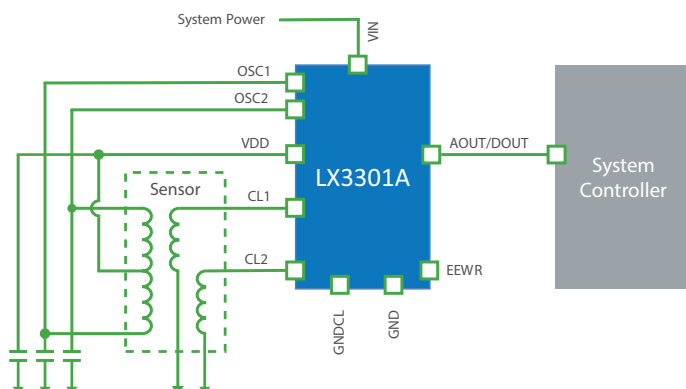 System Power
VIN
OSC1
OSC2
VDD
AOUT/DOUT
LX3301A
System
Controller
Sensor
CL1
CL2
EEWR
GNDCL
GND